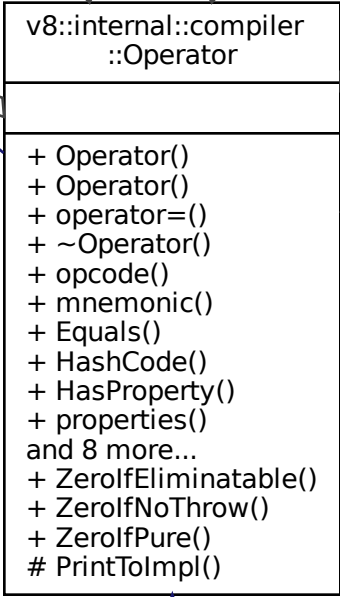 v8::internal::compiler
::Operator
+ Operator()
+ Operator()
+ operator=()
+ ~Operator()
+ opcode()
+ mnemonic()
+ Equals()
+ HashCode()
+ HasProperty()
+ properties()
and 8 more...
+ ZeroIfEliminatable()
+ ZeroIfNoThrow()
+ ZeroIfPure()
# PrintToImpl()